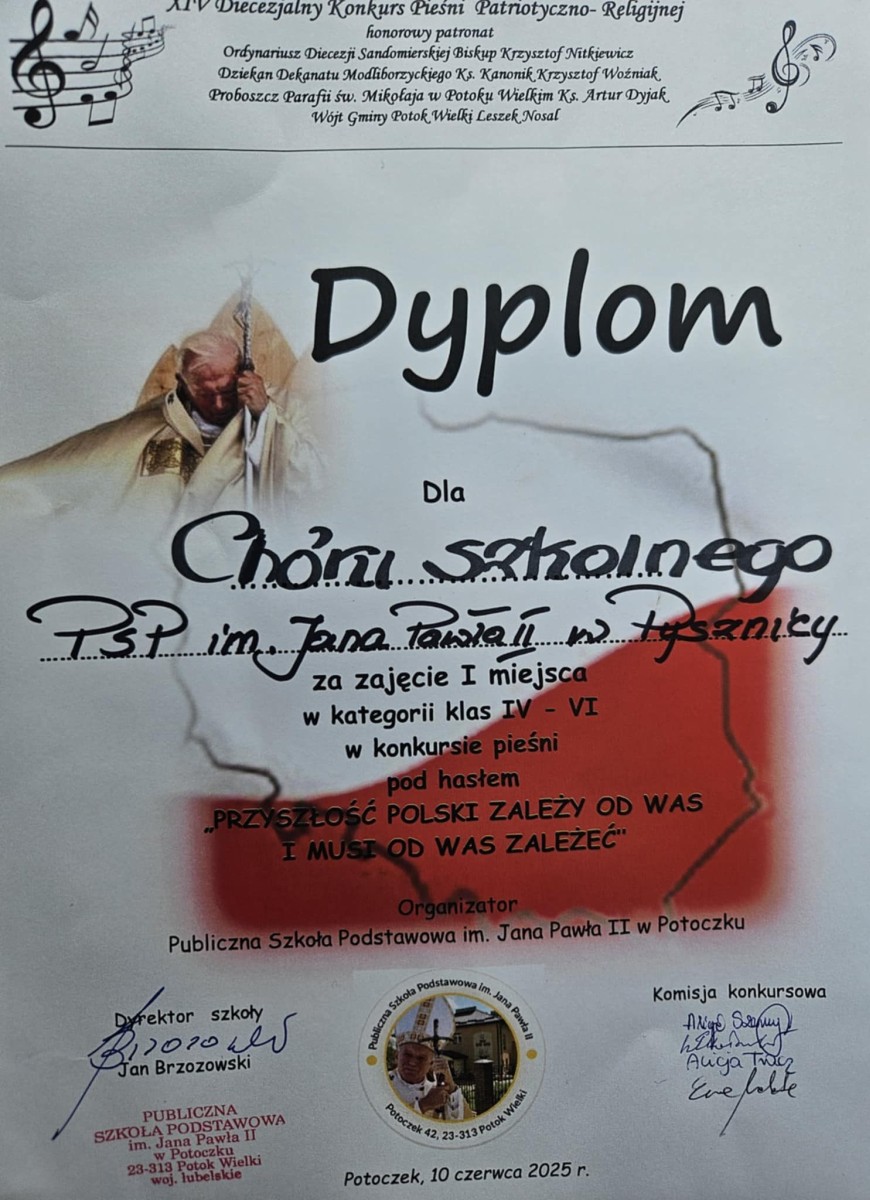 XIV Diecezjalny Konkurs Pieśni Patriotyczno- Religijnej
honorowy patronat
Ordynariusz Diecezji Sandomierskiej Biskup Krzysztof Nitkiewicz
Dziekan Dekanatu Modliborzyckiego Ks. Kanonik Krzysztof Woźniak
Proboszcz Parafii św. Mikołaja w Potoku Wielkim Ks. Artur Dyjak
Wójt Gminy Potok Wielki Leszek Nosal
Dyplom
Dla
Chóru szkolnego
PSP im. Jana Pawła II w Pysznicy
za zajęcie I miejsca
w kategorii klas IV - VI
w konkursie pieśni
pod hasłem
„PRZYSZŁOŚĆ POLSKI ZALEŻY OD WAS
I MUSI OD WAS ZALEŻEĆ"
Organizator
Publiczna Szkoła Podstawowa im. Jana Pawła II w Potoczku
Dyrektor szkoły
Jan Brzozowski
PUBLICZNA
SZKOŁA PODSTAWOWA
im. Jana Pawła II
w Potoczku
23-313 Potok Wielki
woj. lubelskie
Publiczna Szkoła Podstawowa im. Jana Pawła II
Potoczek 42, 23-313 Potok Wielki
Komisja konkursowa
Alicja
Potoczek, 10 czerwca 2025 r.